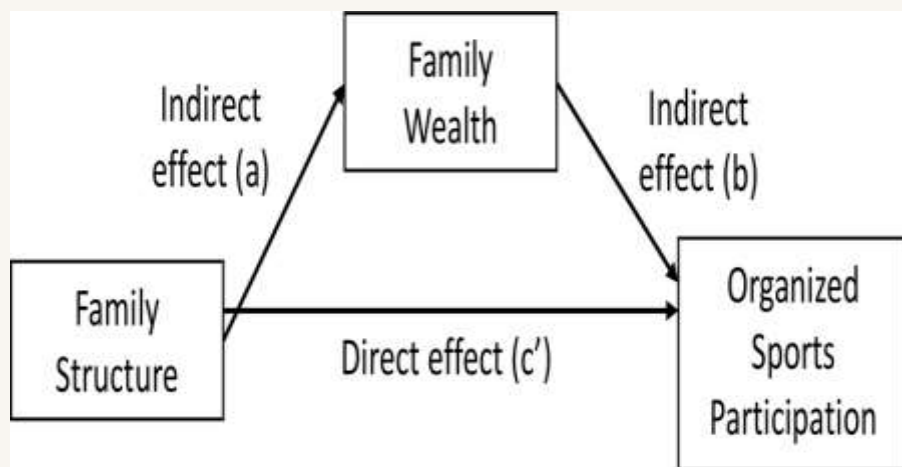 Family
Wealth
Indirect
effect (a)
Indirect
effect (b)
Family
Structure
Direct effect (c’)
Organized
Sports
Participation